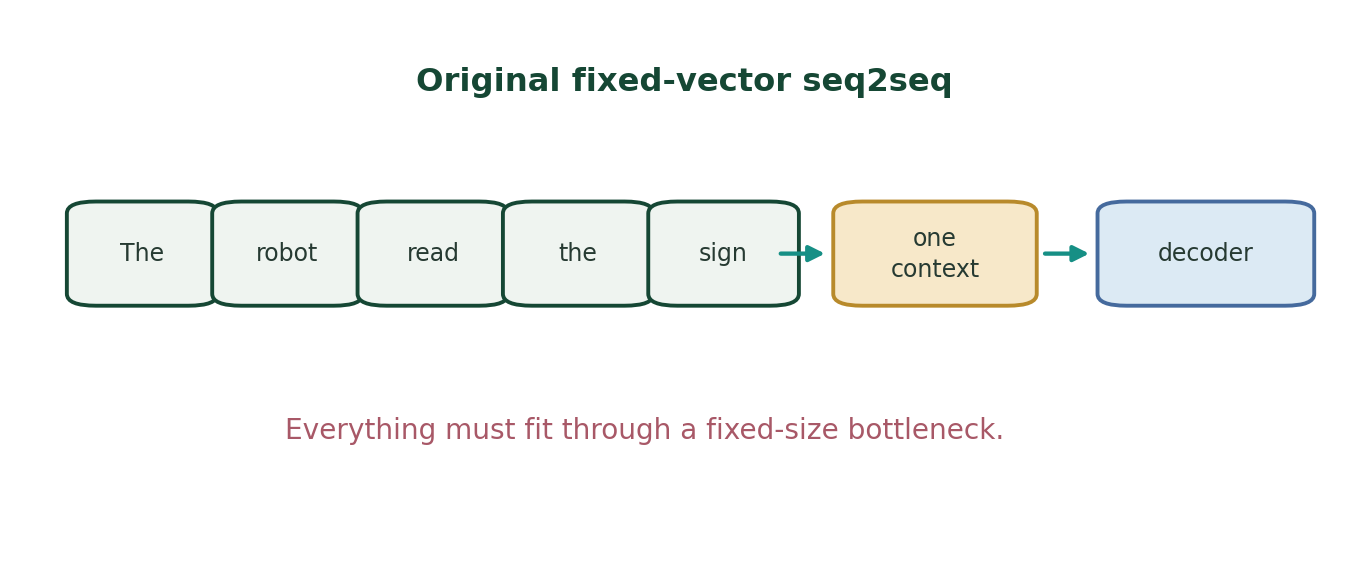 Original fixed-vector seq2seq
The
robot
read
the
sign
one
context
decoder
Everything must fit through a fixed-size bottleneck.